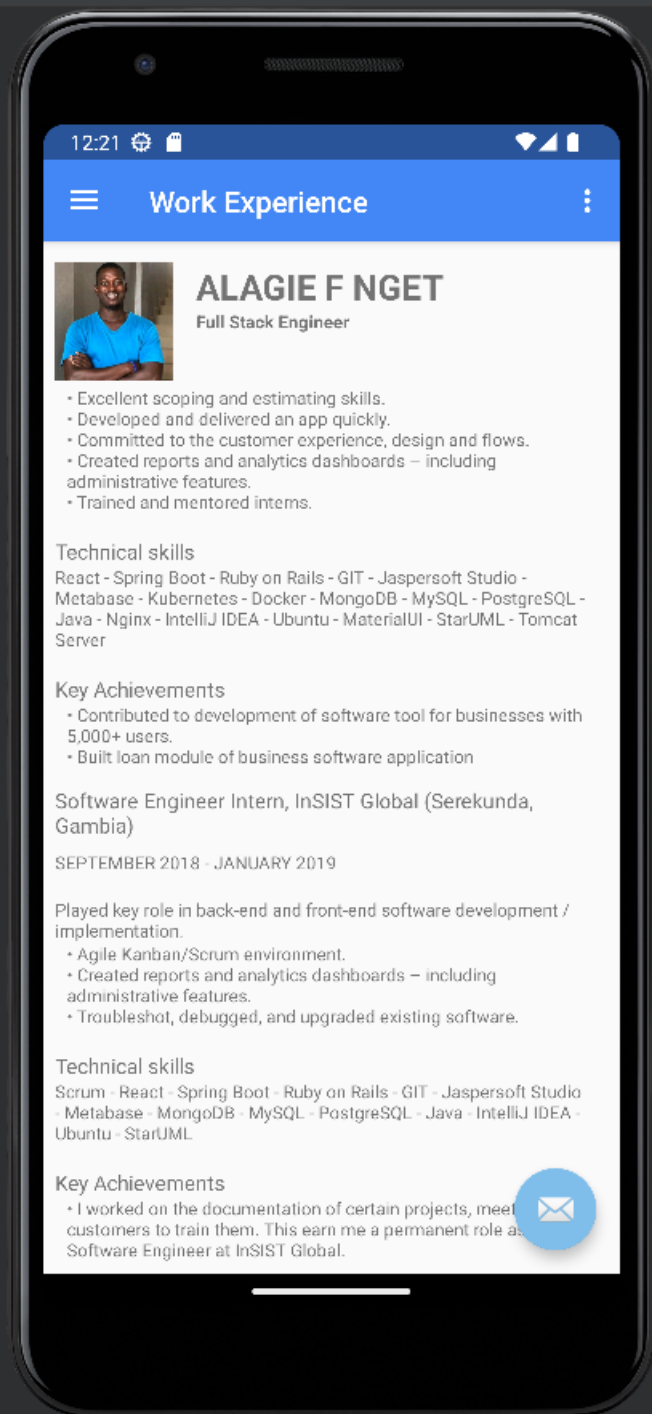 12:21
Work Experience
ALAGIE F NGET
Full Stack Engineer
• Excellent scoping and estimating skills.
• Developed and delivered an app quickly.
• Committed to the customer experience, design and flows.
• Created reports and analytics dashboards – including
administrative features.
• Trained and mentored interns.
Technical skills
React - Spring Boot - Ruby on Rails - GIT - Jaspersoft Studio -
Metabase - Kubernetes - Docker - MongoDB - MySQL - PostgreSQL -
Java - Nginx - IntelliJ IDEA - Ubuntu - MaterialUI - StarUML - Tomcat
Server
Key Achievements
• Contributed to development of software tool for businesses with
5,000+ users.
• Built loan module of business software application
Software Engineer Intern, InSIST Global (Serekunda,
Gambia)
SEPTEMBER 2018 - JANUARY 2019
Played key role in back-end and front-end software development /
implementation.
• Agile Kanban/Scrum environment.
• Created reports and analytics dashboards – including
administrative features.
• Troubleshot, debugged, and upgraded existing software.
Technical skills
Scrum - React - Spring Boot - Ruby on Rails - GIT - Jaspersoft Studio
- Metabase - MongoDB - MySQL - PostgreSQL - Java - IntelliJ IDEA -
Ubuntu - StarUML
Key Achievements
• I worked on the documentation of certain projects, meet
customers to train them. This earn me a permanent role as
Software Engineer at InSIST Global.